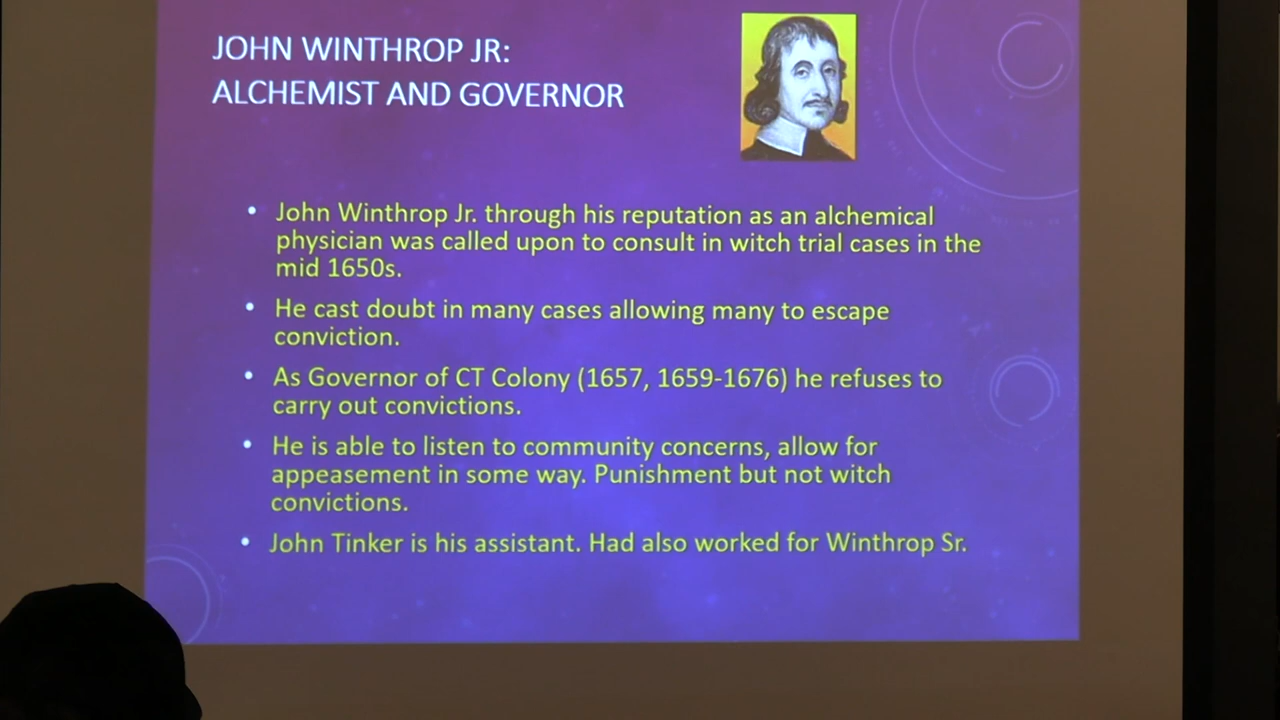 JOHN WINTHROP JR:
ALCHEMIST AND GOVERNOR
• John Winthrop Jr. through his reputation as an alchemical
physician was called upon to consult in witch trial cases in the
mid 1650s.
• He cast doubt in many cases allowing many to escape
conviction.
• As Governor of CT Colony (1657, 1659-1676) he refuses to
carry out convictions.
• He is able to listen to community concerns, allow for
appeasement in some way. Punishment but not witch
convictions.
• John Tinker is his assistant. Had also worked for Winthrop Sr.